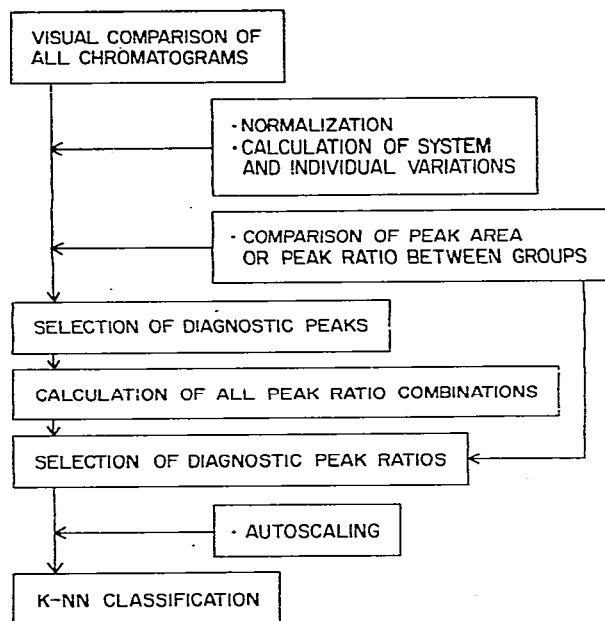 VISUAL COMPARISON OF
ALL CHROMATOGRAMS
· NORMALIZATION
· CALCULATION OF SYSTEM
AND INDIVIDUAL VARIATIONS
· COMPARISON OF PEAK AREA
OR PEAK RATIO BETWEEN GROUPS
SELECTION OF DIAGNOSTIC PEAKS
CALCULATION OF ALL PEAK RATIO COMBINATIONS
SELECTION OF DIAGNOSTIC PEAK RATIOS
· AUTOSCALING
K-NN CLASSIFICATION